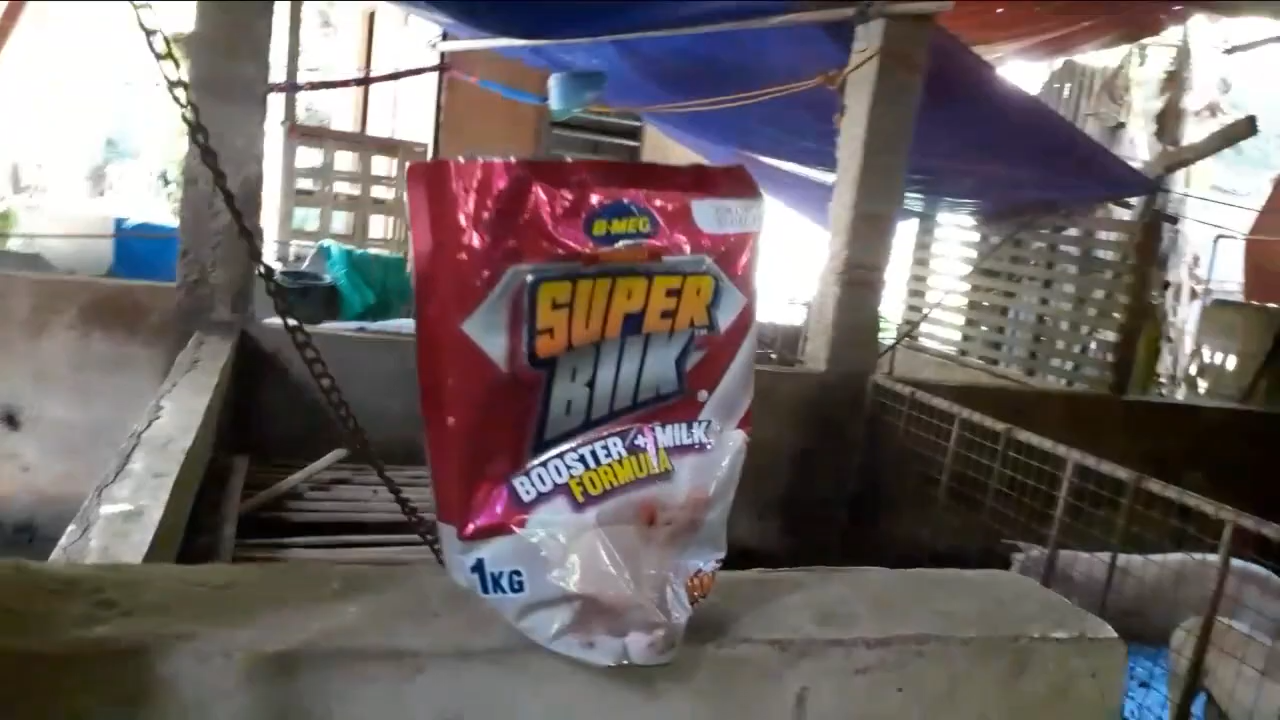 B-MEG
SUPER
BIIK
BOOSTER + MILK
FORMULA
1KG